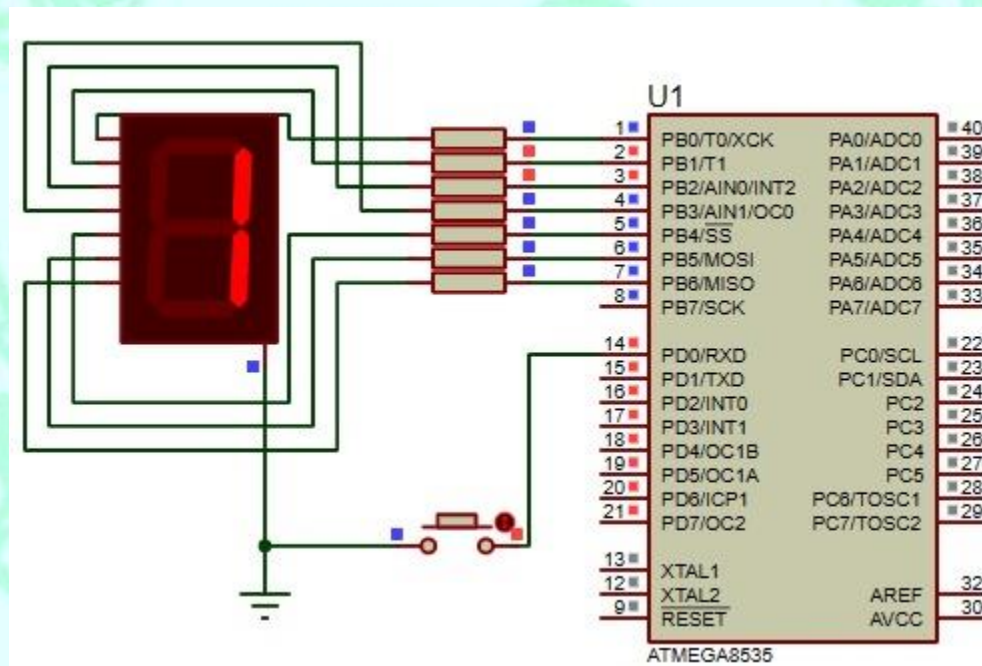 U1
1 PB0/T0/XCK PA0/ADC0 40
2 PB1/T1 PA1/ADC1 39
3 PB2/AIN0/INT2 PA2/ADC2 38
4 PB3/AIN1/OC0 PA3/ADC3 37
5 PB4/SS PA4/ADC4 36
6 PB5/MOSI PA5/ADC5 35
7 PB6/MISO PA6/ADC6 34
8 PB7/SCK PA7/ADC7 33
14 PD0/RXD PC0/SCL 22
15 PD1/TXD PC1/SDA 23
16 PD2/INT0 PC2 24
17 PD3/INT1 PC3 25
18 PD4/OC1B PC4 26
19 PD5/OC1A PC5 27
20 PD6/ICP1 PC6/TOSC1 28
21 PD7/OC2 PC7/TOSC2 29
13 XTAL1
12 XTAL2 AREF 32
9 RESET AVCC 30
ATMEGA8535
1